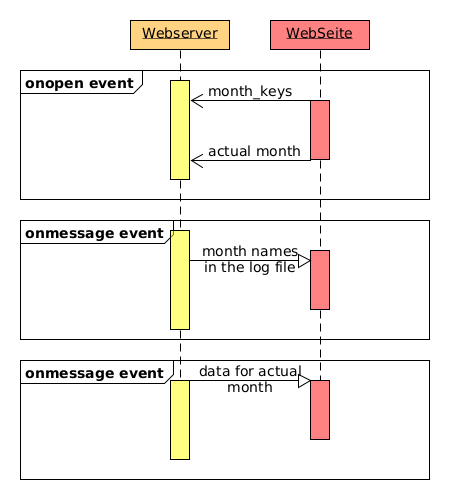 Webserver
WebSeite
onopen event
month_keys
actual month
onmessage event
month names
in the log file
onmessage event
data for actual
month